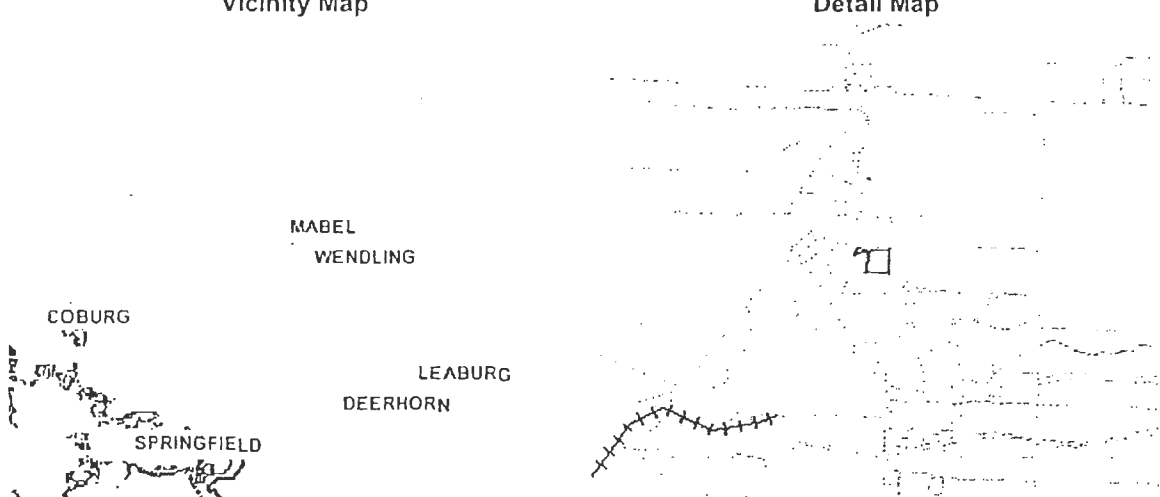 Vicinity Map
Detail Map
MABEL
WENDLING
COBURG
LEABURG
DEERHORN
SPRINGFIELD